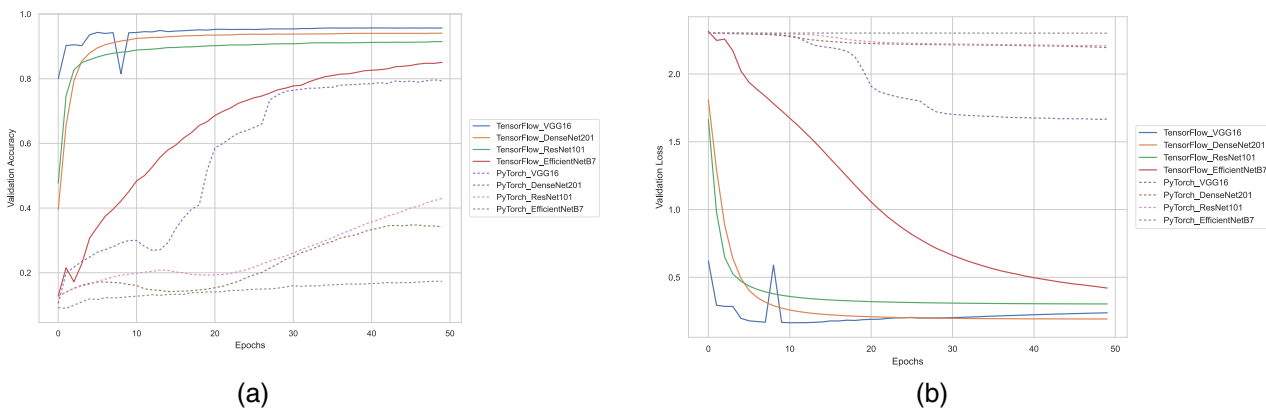 1.0
0.8
0.6
0.4
0.2
Validation Accuracy
0
10
20
30
40
50
Epochs
TensorFlow_VGG16
TensorFlow_DenseNet201
TensorFlow_ResNet101
TensorFlow_EfficientNetB7
PyTorch_VGG16
PyTorch_DenseNet201
PyTorch_ResNet101
PyTorch_EfficientNetB7
(a)
2.0
1.5
1.0
0.5
Validation Loss
0
10
20
30
40
50
Epochs
TensorFlow_VGG16
TensorFlow_DenseNet201
TensorFlow_ResNet101
TensorFlow_EfficientNetB7
PyTorch_VGG16
PyTorch_DenseNet201
PyTorch_ResNet101
PyTorch_EfficientNetB7
(b)